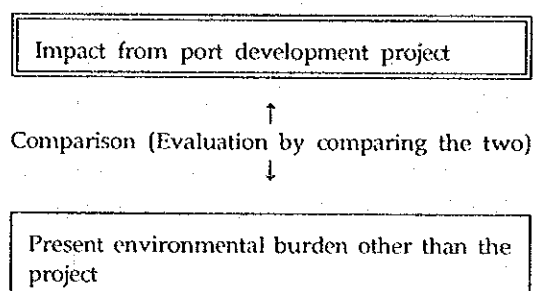 Impact from port development project
↑
Comparison (Evaluation by comparing the two)
↓
Present environmental burden other than the
project